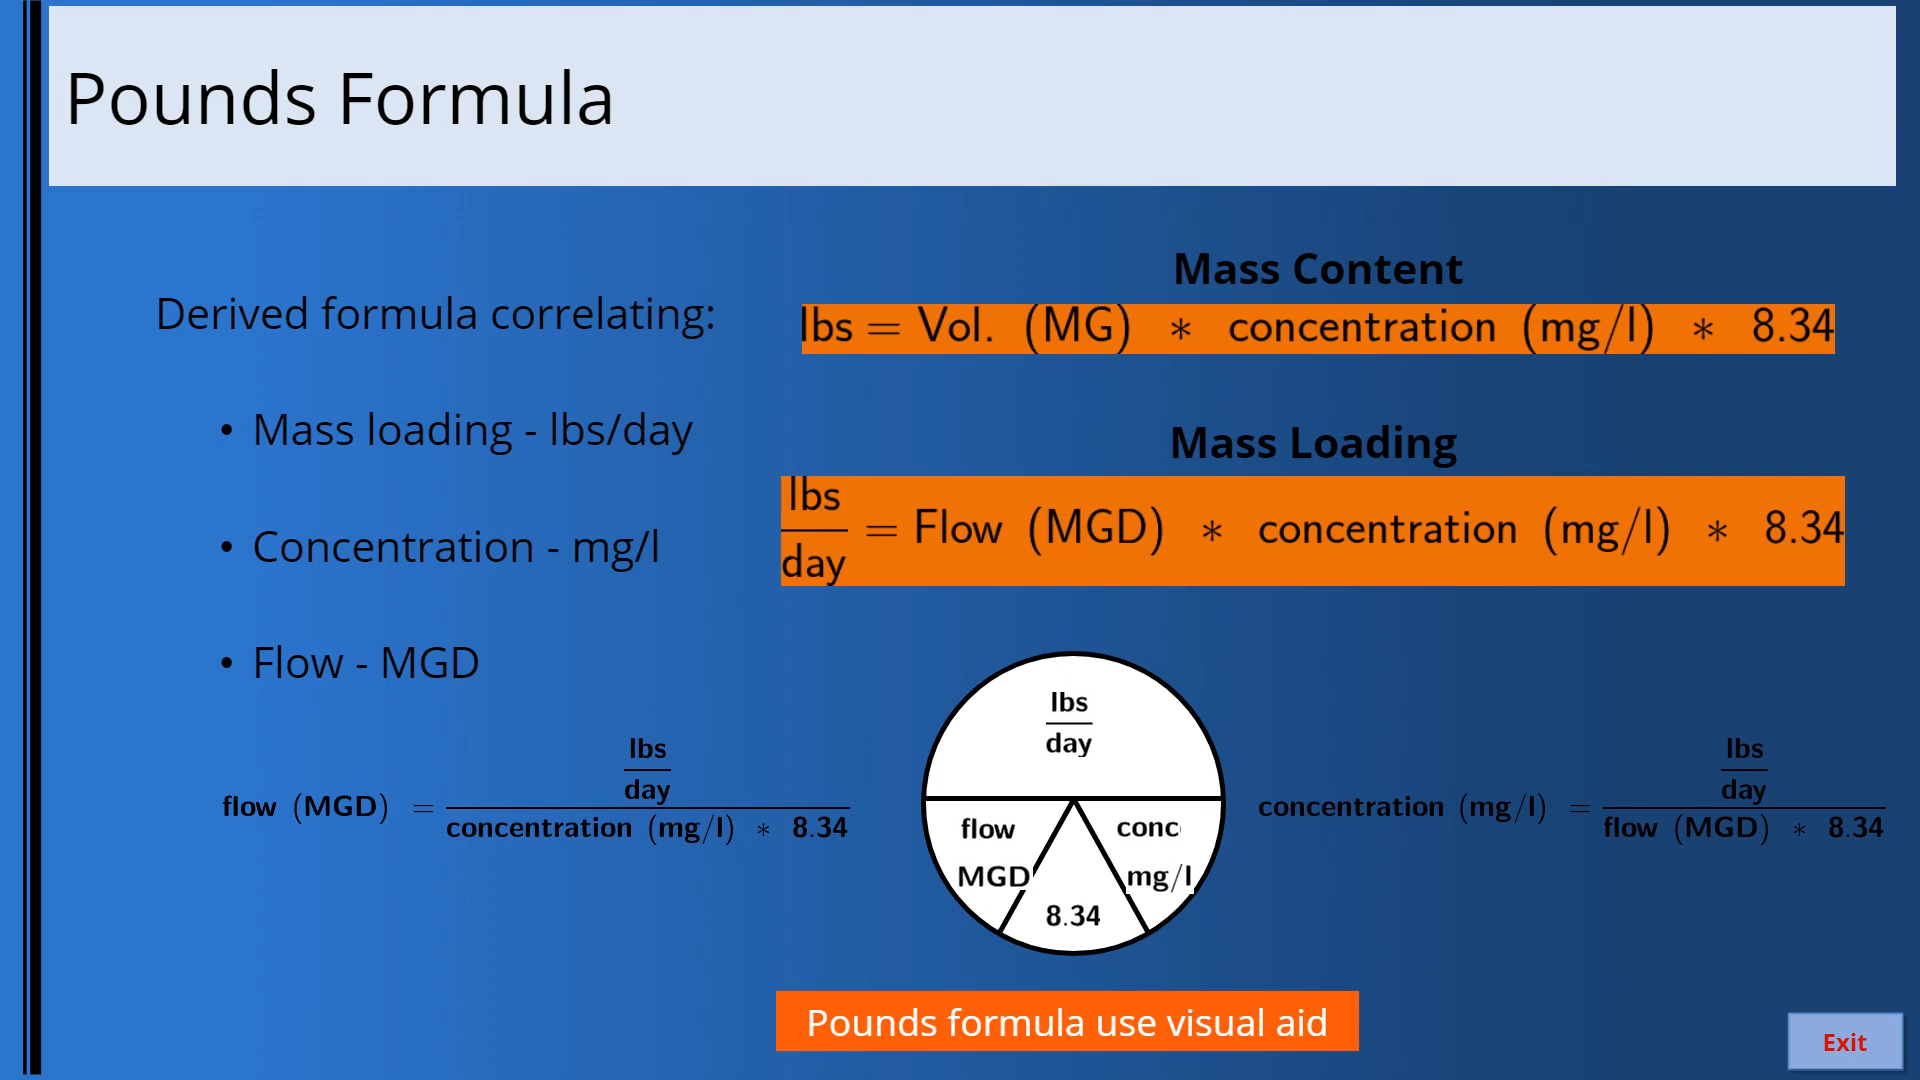 Pounds Formula
Derived formula correlating:
• Mass loading - lbs/day
• Concentration - mg/l
• Flow - MGD
Mass Content
lbs = Vol. (MG) * concentration (mg/l) * 8.34
Mass Loading
lbs
day
= Flow (MGD) * concentration (mg/l) * 8.34
lbs
day
flow (MGD) =
concentration (mg/l) * 8.34
lbs
day
flow
MGD
8.34
conc
mg/l
lbs
day
concentration (mg/l) =
flow (MGD) * 8.34
Pounds formula use visual aid
Exit